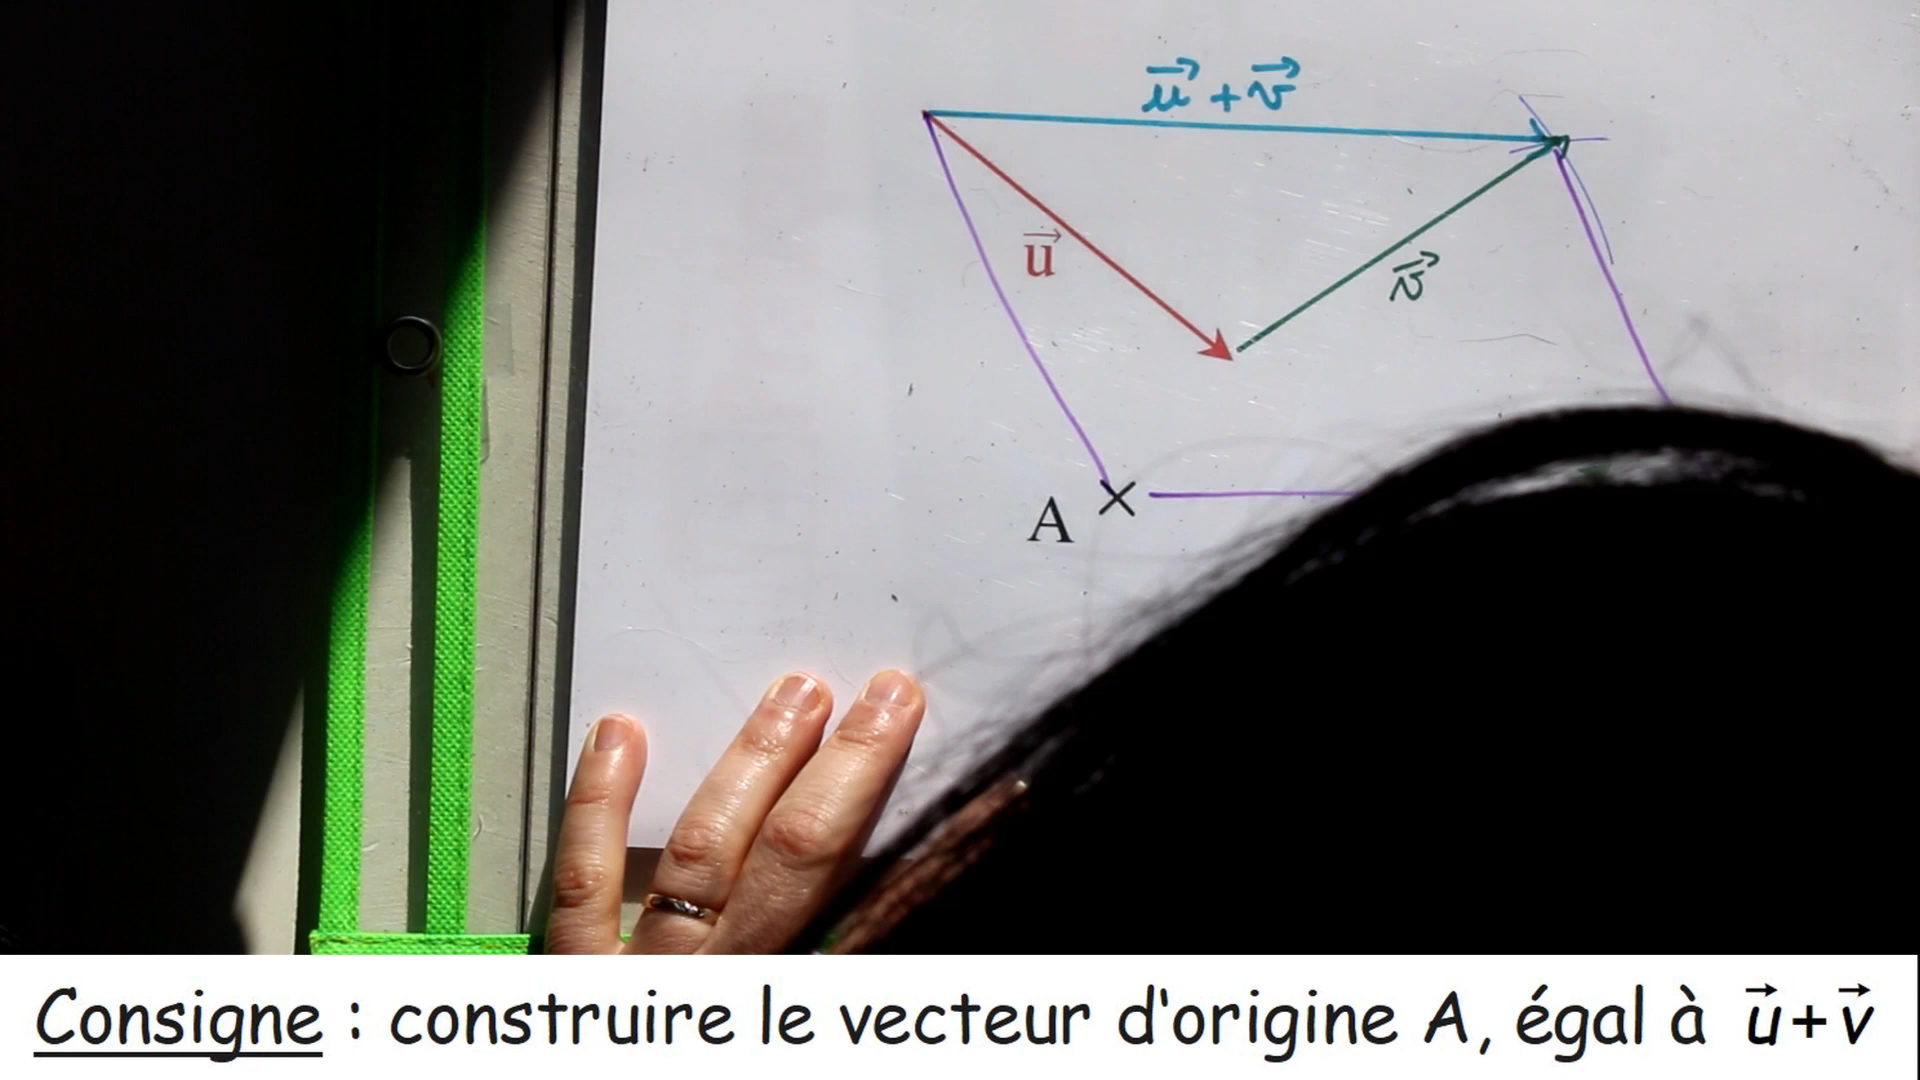 u⃗ + v⃗
u⃗
v⃗
A
Consigne : construire le vecteur d'origine A, égal à u⃗+v⃗